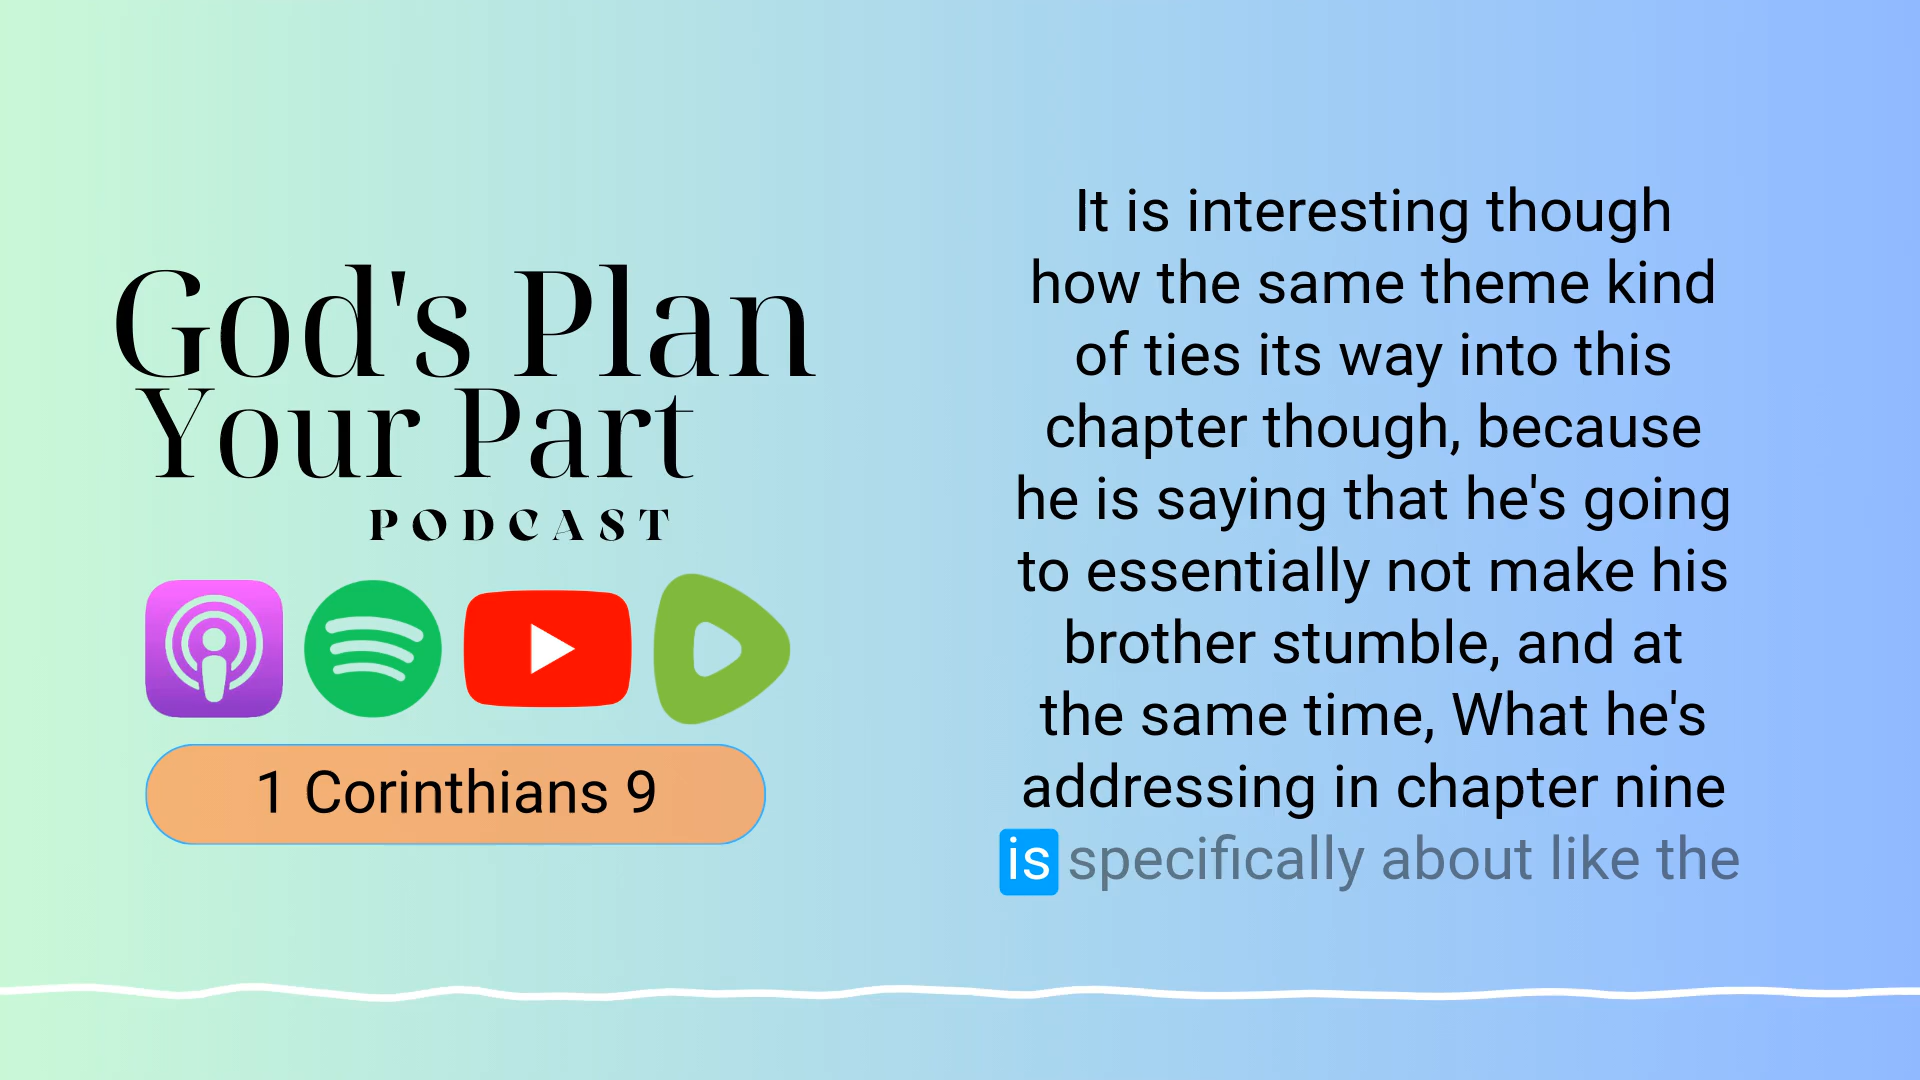 God's Plan
Your Part
PODCAST
1 Corinthians 9
It is interesting though
how the same theme kind
of ties its way into this
chapter though, because
he is saying that he's going
to essentially not make his
brother stumble, and at
the same time, What he's
addressing in chapter nine
is specifically about like the